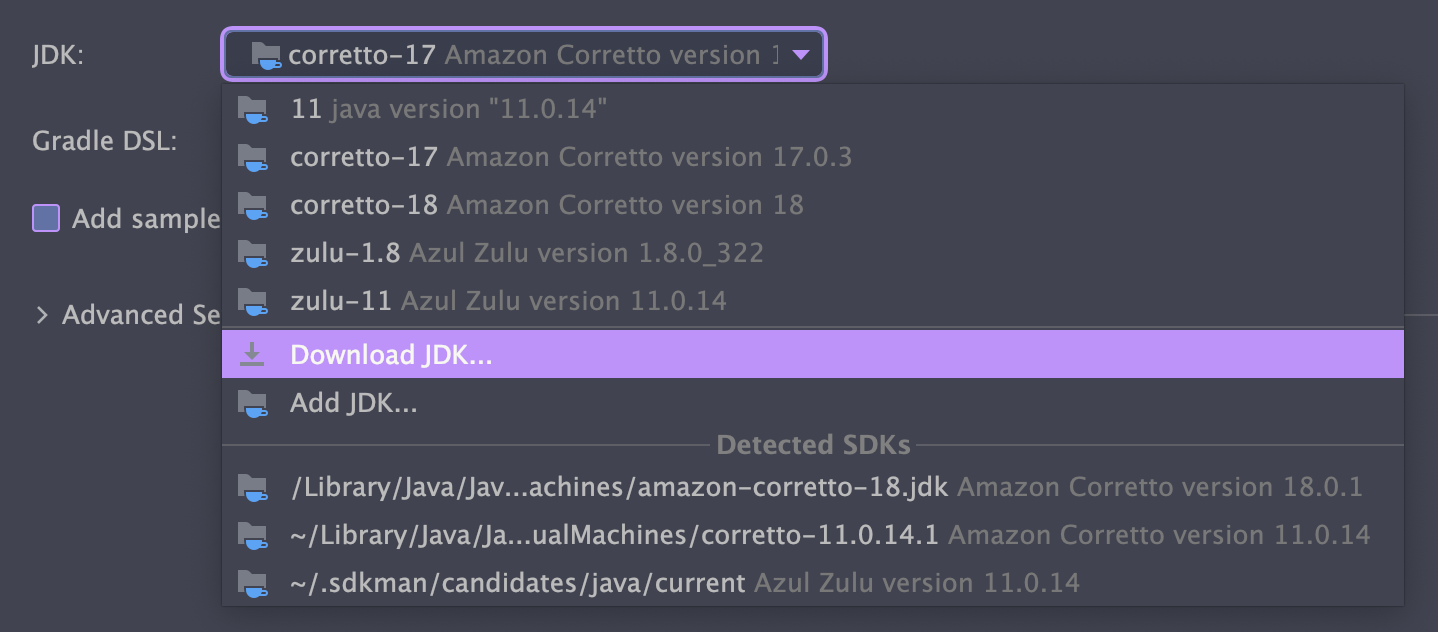 JDK:
corretto-17 Amazon Corretto version
11 java version "11.0.14"
Gradle DSL:
corretto-17 Amazon Corretto version 17.0.3
Add sample
corretto-18 Amazon Corretto version 18
zulu-1.8 Azul Zulu version 1.8.0_322
zulu-11 Azul Zulu version 11.0.14
Advanced Se
Download JDK...
Add JDK...
Detected SDKs
/Library/Java/Jav...achines/amazon-corretto-18.jdk Amazon Corretto version 18.0.1
~/Library/Java/Ja...ualMachines/corretto-11.0.14.1 Amazon Corretto version 11.0.14
~/.sdkman/candidates/java/current Azul Zulu version 11.0.14